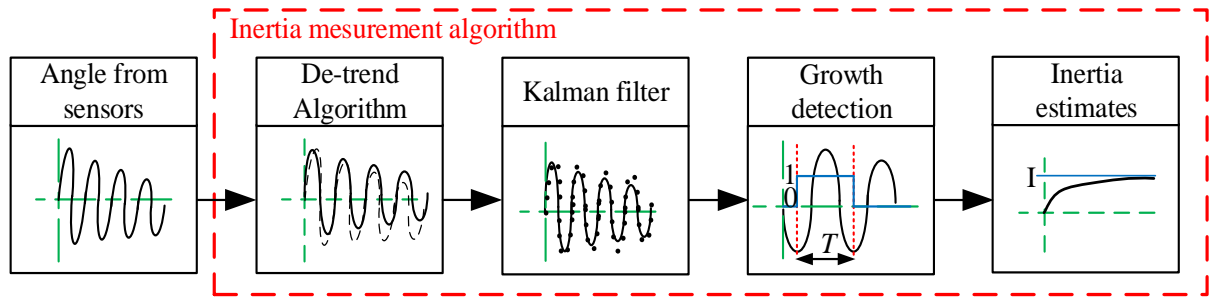 Inertia mesurement algorithm
Angle from
sensors
De-trend
Algorithm
Kalman filter
Growth
detection
1
0
T
Inertia
estimates
I